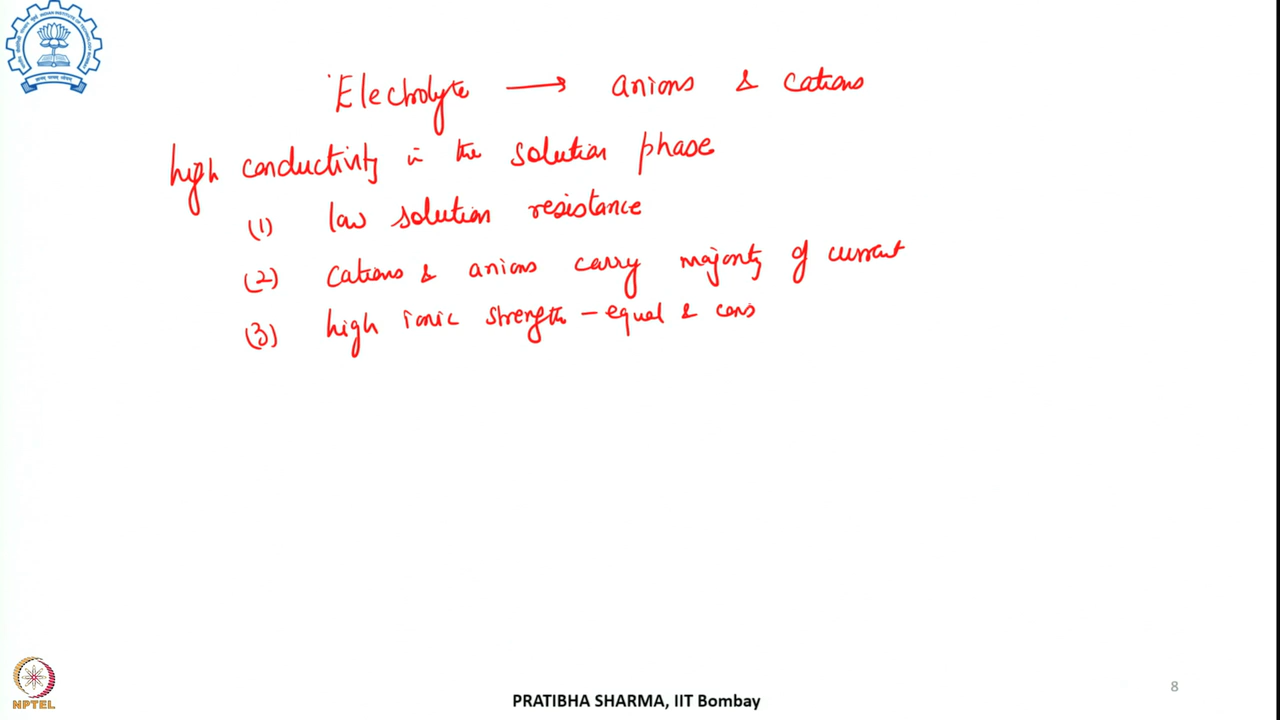 Electrolyte → anions & cations
high conductivity in the solution phase
(1) low solution resistance
(2) cations & anions carry majority of current
(3) high ionic strength - equal & cons
NPTEL
PRATIBHA SHARMA, IIT Bombay
8